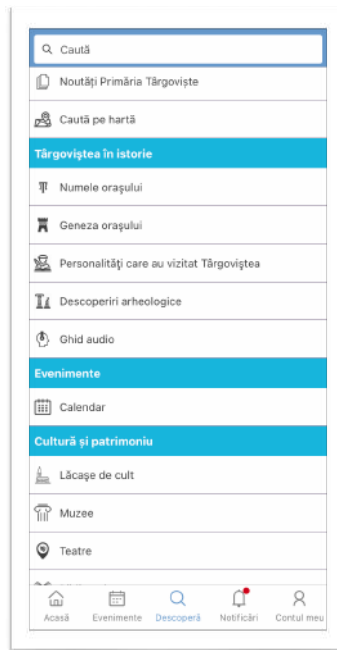 Caută
Noutăți Primăria Târgoviște
Caută pe hartă
Târgoviștea în istorie
Numele orașului
Geneza orașului
Personalități care au vizitat Târgoviștea
Descoperiri arheologice
Ghid audio
Evenimente
Calendar
Cultură și patrimoniu
Lăcașe de cult
Muzee
Teatre
Acasă Evenimente Descoperă Notificări Contul meu